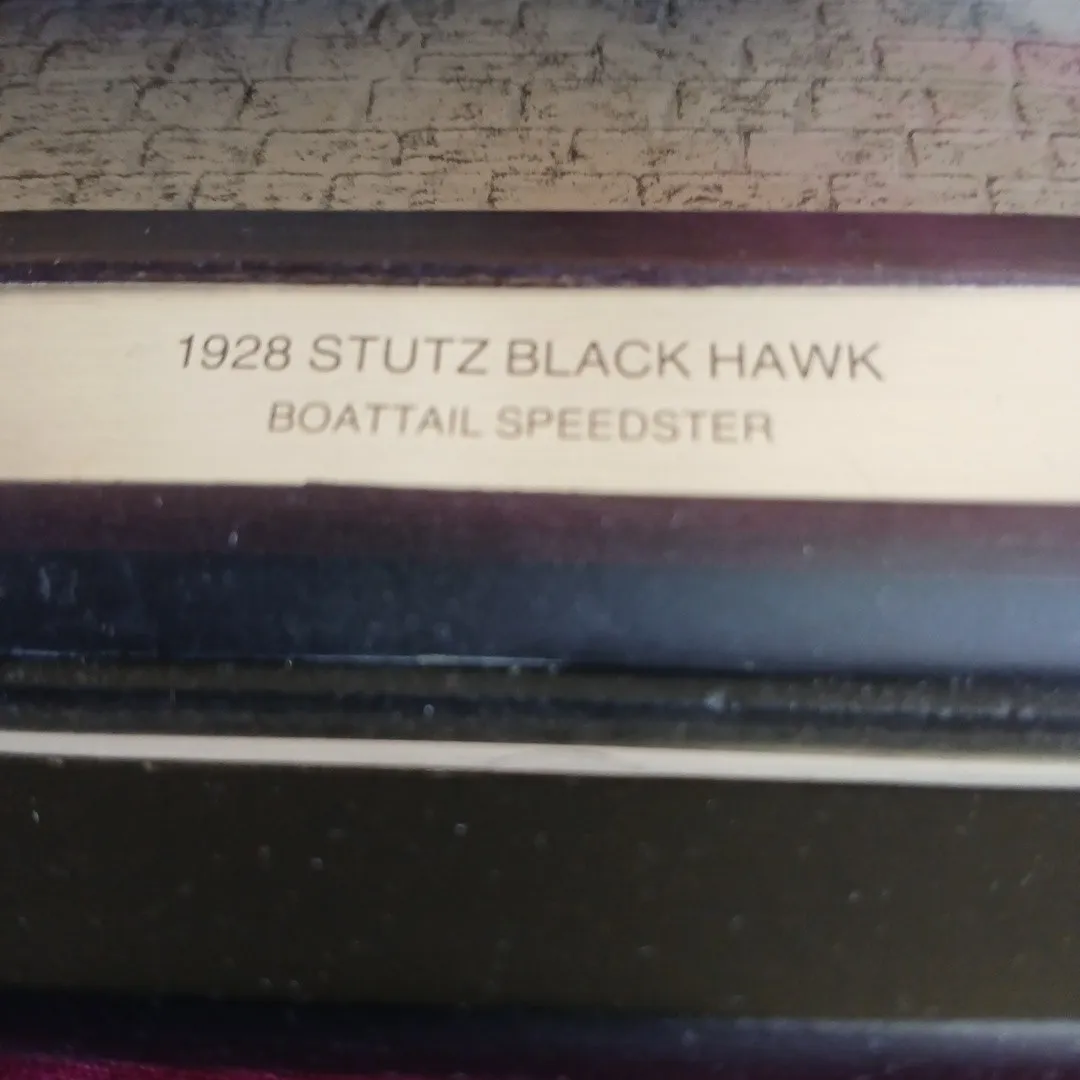 1928 STUTZ BLACK HAWK
BOATTAIL SPEEDSTER